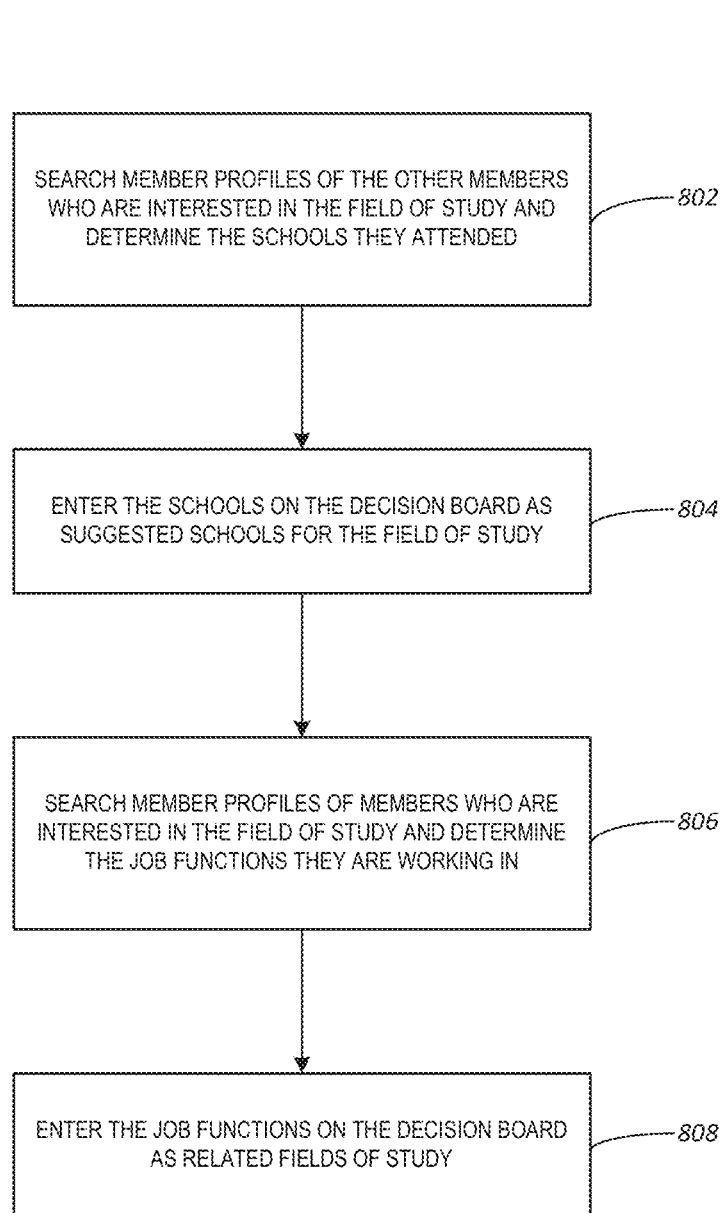 SEARCH MEMBER PROFILES OF THE OTHER MEMBERS
WHO ARE INTERESTED IN THE FIELD OF STUDY AND
DETERMINE THE SCHOOLS THEY ATTENDED
802
ENTER THE SCHOOLS ON THE DECISION BOARD AS
SUGGESTED SCHOOLS FOR THE FIELD OF STUDY
804
SEARCH MEMBER PROFILES OF MEMBERS WHO ARE
INTERESTED IN THE FIELD OF STUDY AND DETERMINE
THE JOB FUNCTIONS THEY ARE WORKING IN
806
ENTER THE JOB FUNCTIONS ON THE DECISION BOARD
AS RELATED FIELDS OF STUDY
808